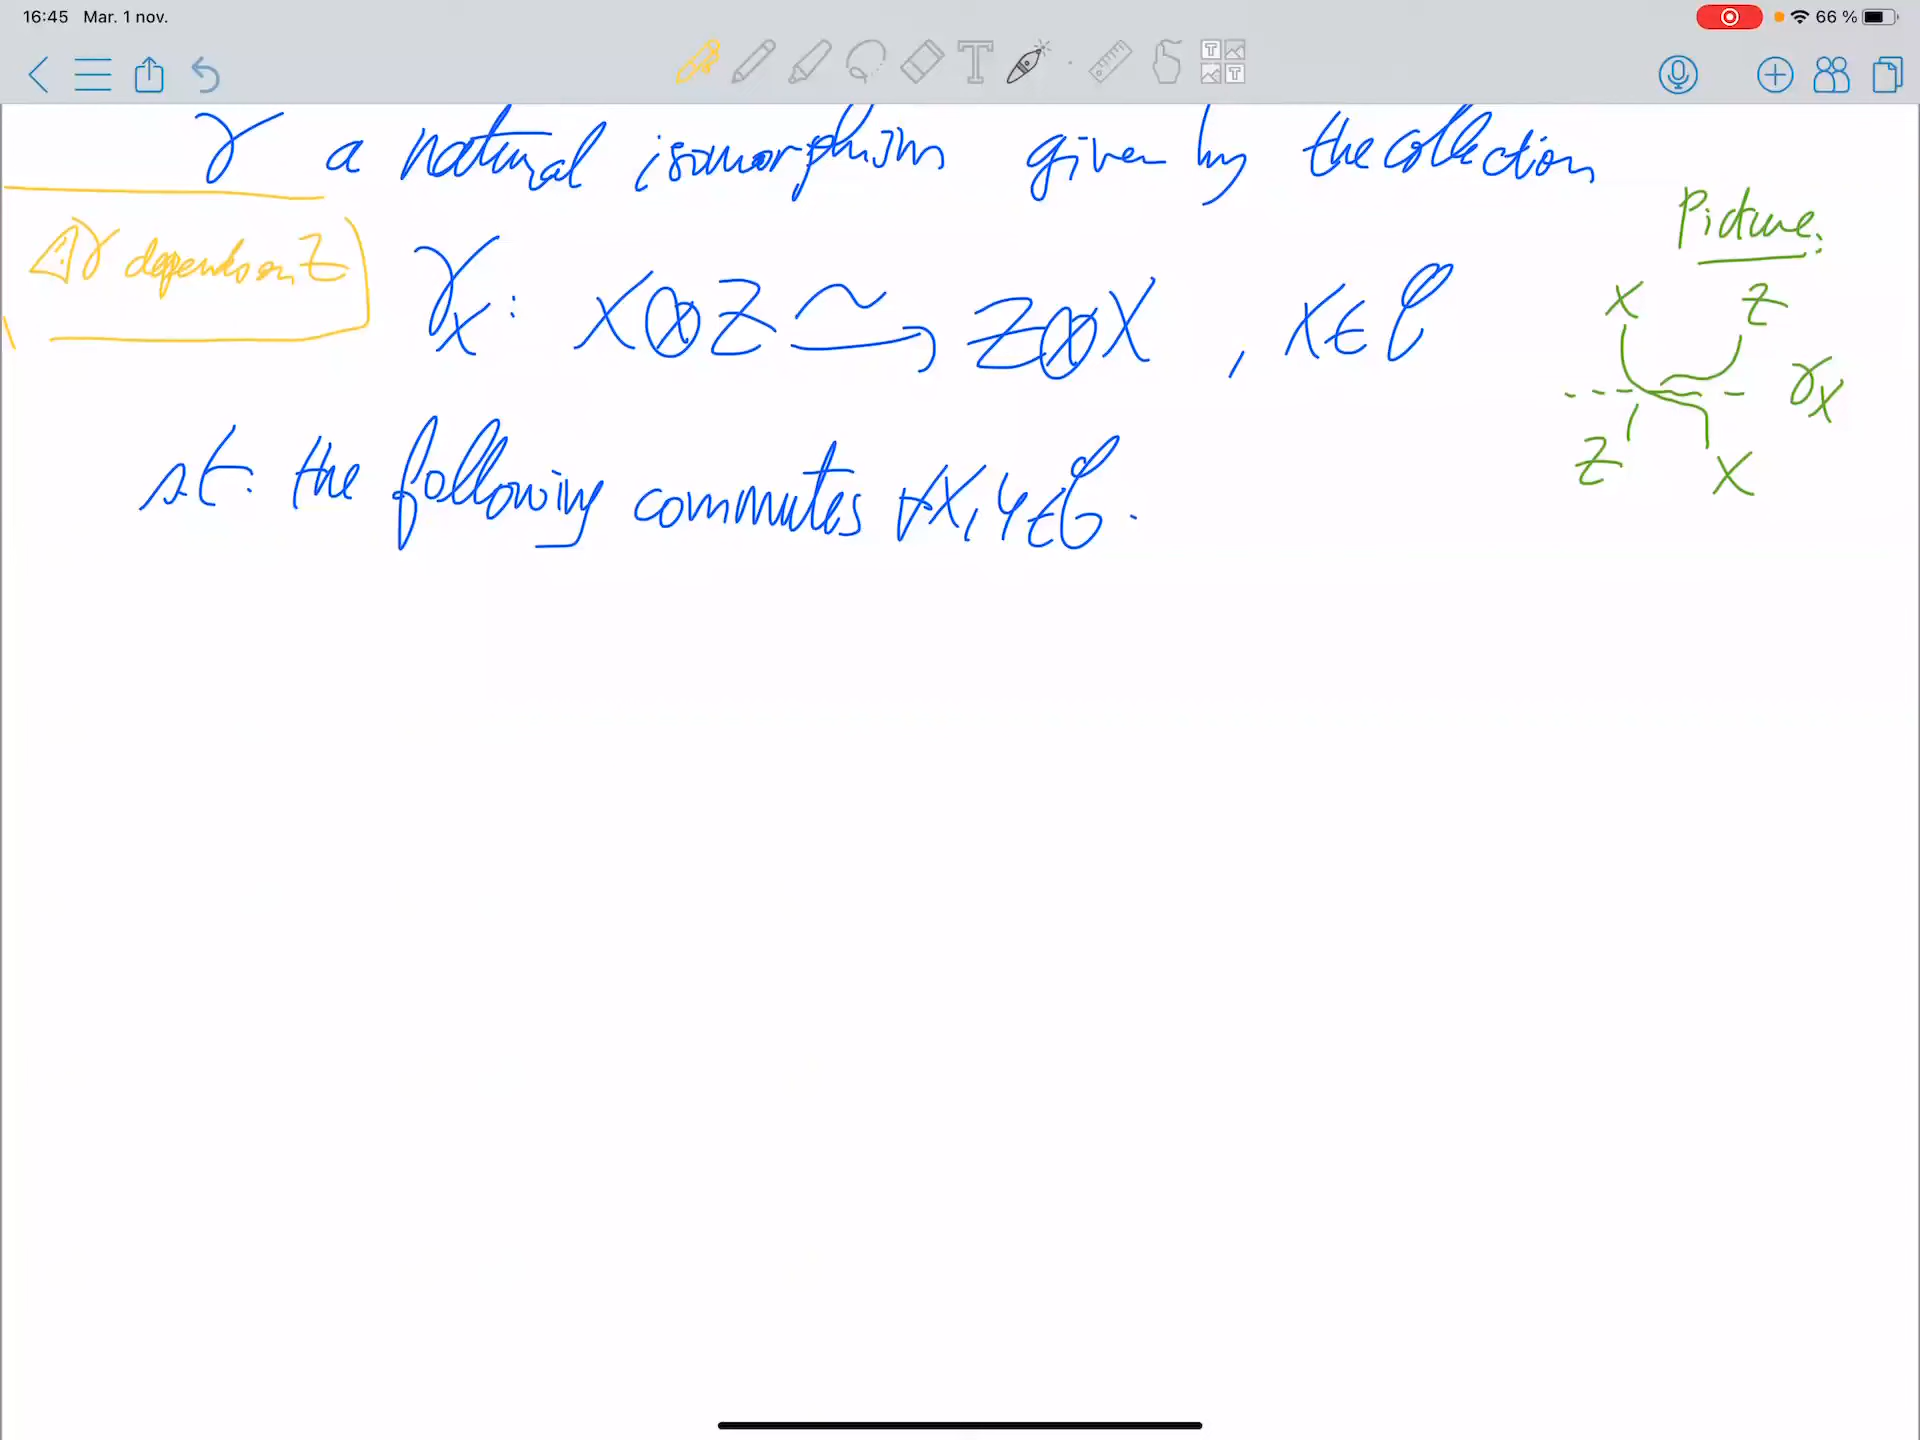 16:45 Mar. 1 nov. 66 %
γ a natural isomorphism given by the collection
⚠ γ depends on Z
γ_X : X⊗Z ⥲ Z⊗X , X∈𝒞
s.t. the following commutes ∀X,Y∈𝒞.
Picture:
X Z
γ_X
Z X